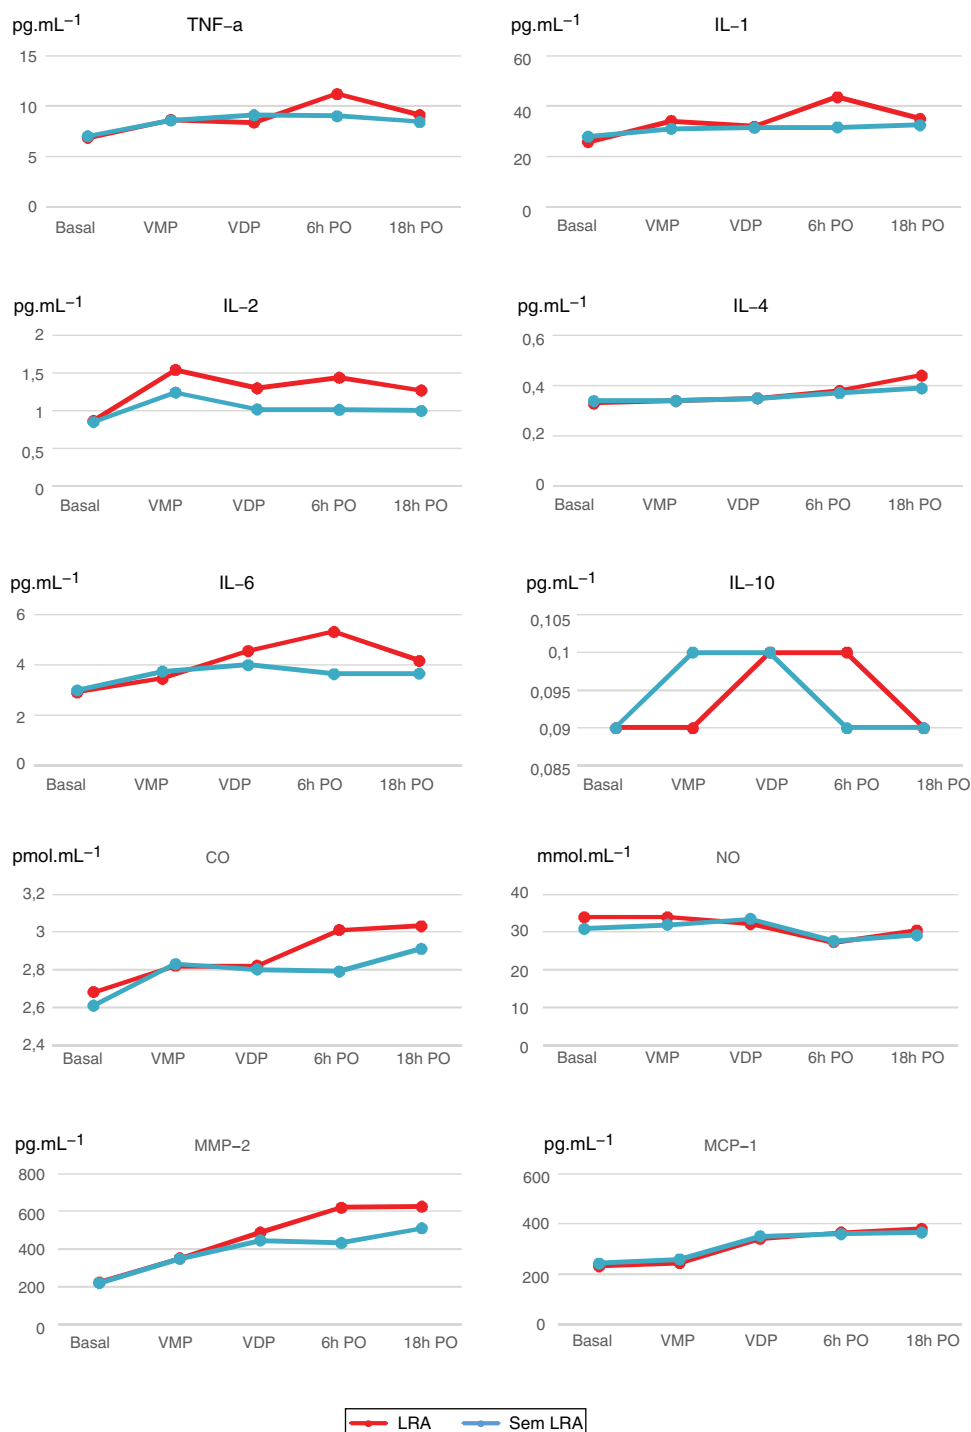 pg.mL–1 TNF–a
15
10
5
0
Basal VMP VDP 6h PO 18h PO
pg.mL–1 IL–1
60
40
20
0
Basal VMP VDP 6h PO 18h PO
pg.mL–1 IL–2
2
1,5
1
0,5
0
Basal VMP VDP 6h PO 18h PO
pg.mL–1 IL–4
0,6
0,4
0,2
0
Basal VMP VDP 6h PO 18h PO
pg.mL–1 IL–6
6
4
2
0
Basal VMP VDP 6h PO 18h PO
pg.mL–1 IL–10
0,105
0,1
0,095
0,09
0,085
Basal VMP VDP 6h PO 18h PO
pmol.mL–1 CO
3,2
3
2,8
2,6
2,4
Basal VMP VDP 6h PO 18h PO
mmol.mL–1 NO
40
30
20
10
0
Basal VMP VDP 6h PO 18h PO
pg.mL–1 MMP–2
800
600
400
200
0
Basal VMP VDP 6h PO 18h PO
pg.mL–1 MCP–1
600
400
200
0
Basal VMP VDP 6h PO 18h PO
LRA Sem LRA